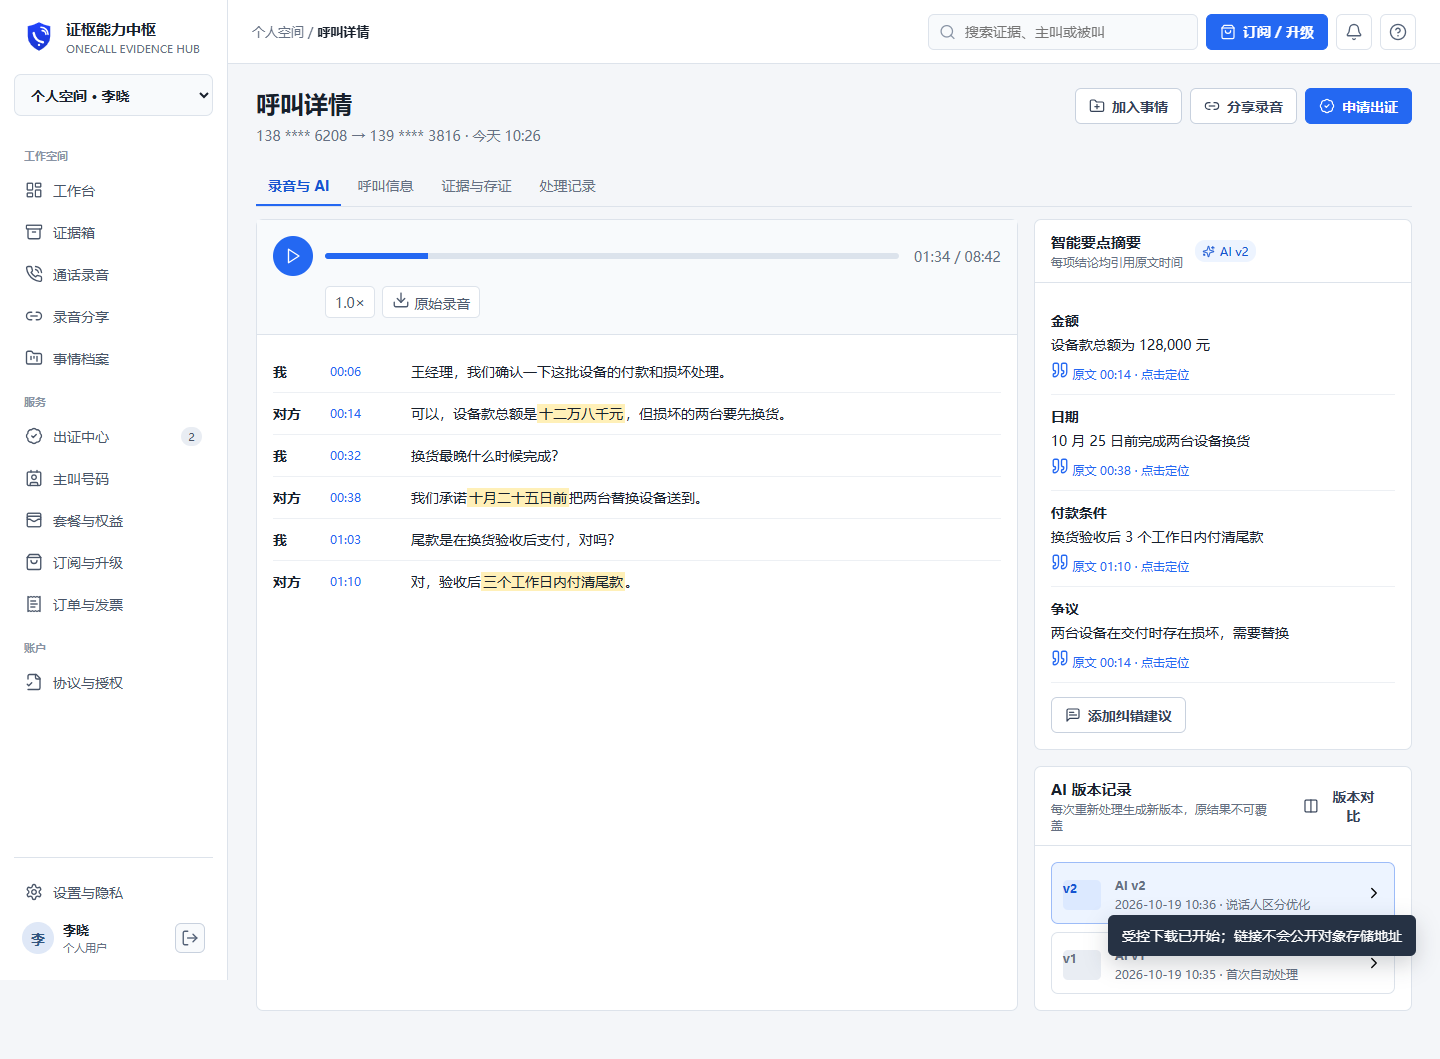 证枢能力中枢
ONECALL EVIDENCE HUB
个人空间 • 李晓
工作空间
工作台
证据箱
通话录音
录音分享
事情档案
服务
出证中心 2
主叫号码
套餐与权益
订阅与升级
订单与发票
账户
协议与授权
设置与隐私
李
李晓
个人用户
个人空间 / 呼叫详情
搜索证据、主叫或被叫
订阅 / 升级
呼叫详情
138 **** 6208 → 139 **** 3816 · 今天 10:26
加入事情
分享录音
申请出证
录音与 AI 呼叫信息 证据与存证 处理记录
01:34 / 08:42
1.0×
原始录音
我 00:06 王经理，我们确认一下这批设备的付款和损坏处理。
对方 00:14 可以，设备款总额是十二万八千元，但损坏的两台要先换货。
我 00:32 换货最晚什么时候完成？
对方 00:38 我们承诺十月二十五日前把两台替换设备送到。
我 01:03 尾款是在换货验收后支付，对吗？
对方 01:10 对，验收后三个工作日内付清尾款。
智能要点摘要
每项结论均引用原文时间
AI v2
金额
设备款总额为 128,000 元
原文 00:14 · 点击定位
日期
10 月 25 日前完成两台设备换货
原文 00:38 · 点击定位
付款条件
换货验收后 3 个工作日内付清尾款
原文 01:10 · 点击定位
争议
两台设备在交付时存在损坏，需要替换
原文 00:14 · 点击定位
添加纠错建议
AI 版本记录
每次重新处理生成新版本，原结果不可覆
盖
版本对
比
v2
AI v2
2026-10-19 10:36 · 说话人区分优化
受控下载已开始；链接不会公开对象存储地址
v1
AI v1
2026-10-19 10:35 · 首次自动处理